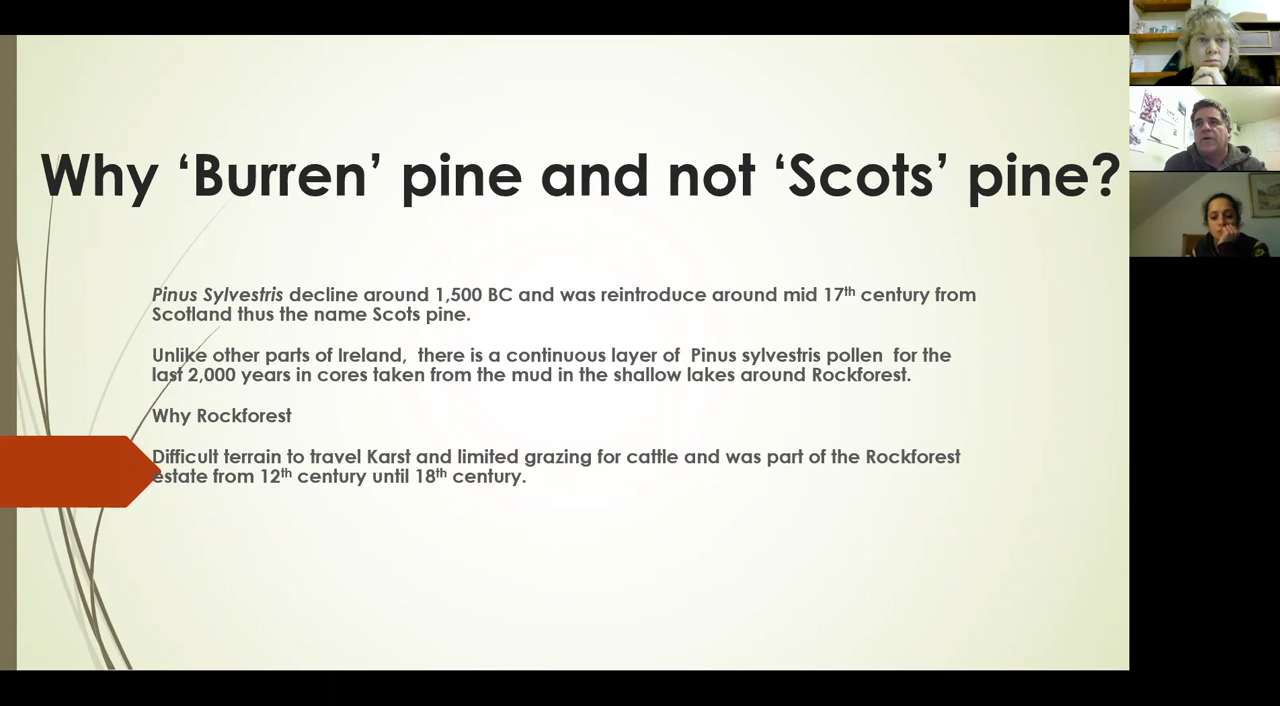 Why ‘Burren’ pine and not ‘Scots’ pine?
Pinus Sylvestris decline around 1,500 BC and was reintroduce around mid 17th century from
Scotland thus the name Scots pine.
Unlike other parts of Ireland, there is a continuous layer of Pinus sylvestris pollen for the
last 2,000 years in cores taken from the mud in the shallow lakes around Rockforest.
Why Rockforest
Difficult terrain to travel Karst and limited grazing for cattle and was part of the Rockforest
estate from 12th century until 18th century.